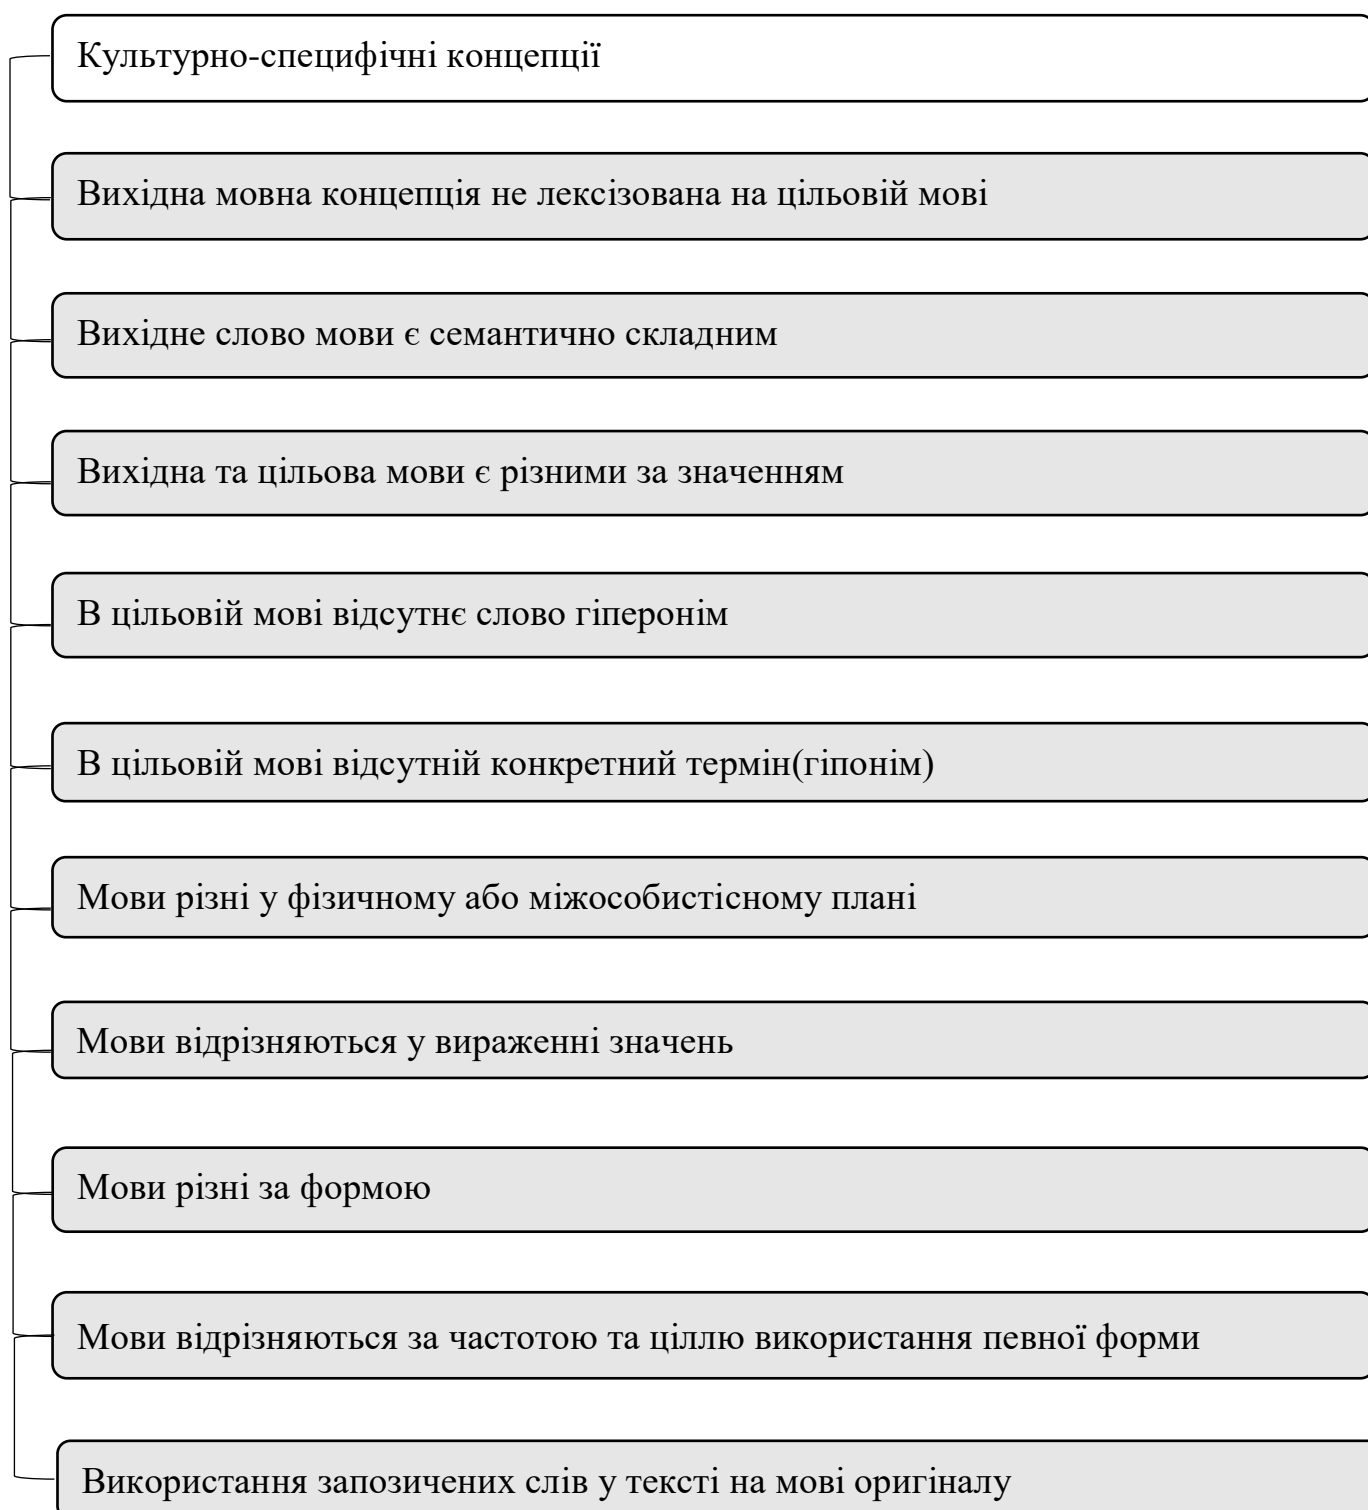 Культурно-специфічні концепції
Вихідна мовна концепція не лексізована на цільовій мові
Вихідне слово мови є семантично складним
Вихідна та цільова мови є різними за значенням
В цільовій мові відсутнє слово гіперонім
В цільовій мові відсутній конкретний термін(гіпонім)
Мови різні у фізичного або міжособистісному плані
Мови відрізняються у вираженні значень
Мови різні за формою
Мови відрізняються за частотою та ціллю використання певної форми
Використання запозичених слів у тексті на мові оригіналу